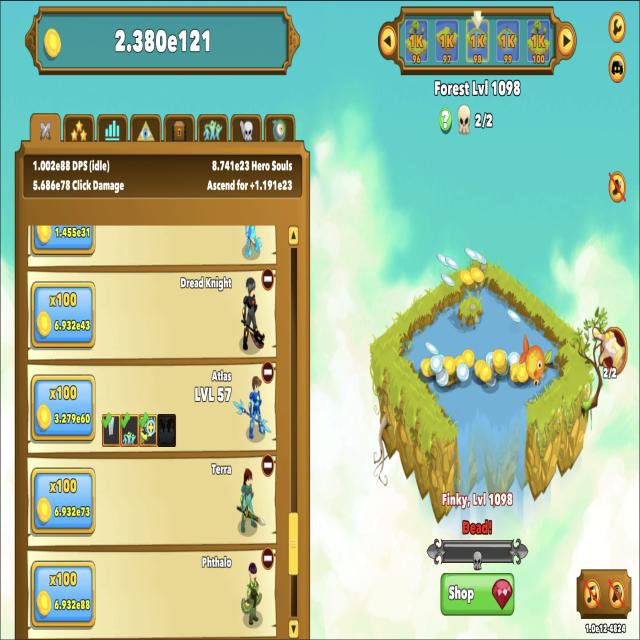 2.380e121
1K 1K 1K 1K 1K
96 97 98 99 100
Forest Lvl 1098
2/2
1.002e88 DPS (idle)
8.741e23 Hero Souls
5.686e78 Click Damage
Ascend for +1.191e23
1.455e31
Dread Knight
x100
6.932e43
Atlas
LVL 57
x100
3.279e60
Terra
x100
6.932e73
Phthalo
x100
6.932e88
2/2
Finky, Lvl 1098
Dead!
Shop
1.0e12-4824